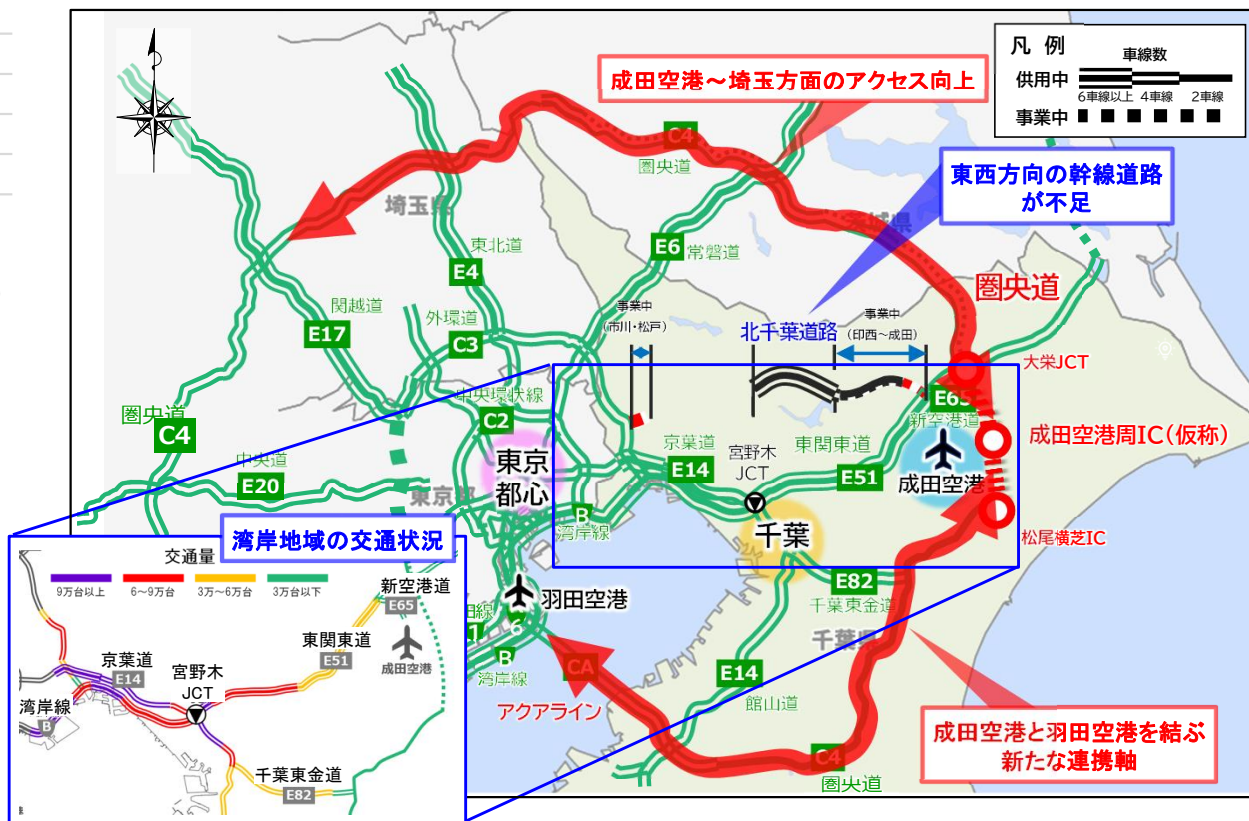 凡 例
車線数
供用中
6車線以上 4車線 2車線
事業中
成田空港～埼玉方面のアクセス向上
東西方向の幹線道路
が不足
C4
圏央道
埼玉県
E6
常磐道
東北道
E4
関越道
E17
外環道
C3
事業中
(市川・松戸)
北千葉道路
事業中
(印西～成田)
圏央道
大栄JCT
E65
新空港道
成田空港周IC(仮称)
成田空港
松尾横芝IC
中央環状線
C2
圏央道
C4
中央道
E20
東京都
東京
都心
京葉道
E14
宮野木
JCT
東関東道
E51
B
湾岸線
千葉
E82
千葉東金道
千葉県
羽田空港
B
湾岸線
CA
アクアライン
E14
館山道
C4
圏央道
成田空港と羽田空港を結ぶ
新たな連携軸
湾岸地域の交通状況
交通量
9万台以上 6～9万台 3万～6万台 3万台以下
新空港道
E65
東関東道
E51
成田空港
京葉道
E14
宮野木
JCT
湾岸線
B
千葉東金道
E82